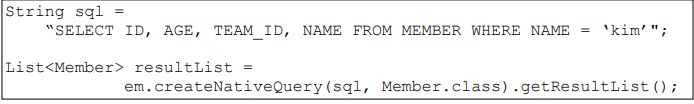 String sql =
“SELECT ID, AGE, TEAM_ID, NAME FROM MEMBER WHERE NAME = ‘kim’";
List<Member> resultList =
em.createNativeQuery(sql, Member.class).getResultList();